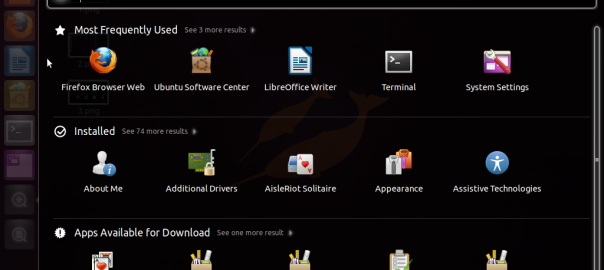 Most Frequently Used See 3 more results
Firefox Browser Web Ubuntu Software Center LibreOffice Writer Terminal System Settings
Installed See 74 more results
About Me Additional Drivers AisleRiot Solitaire Appearance Assistive Technologies
Apps Available for Download See one more result